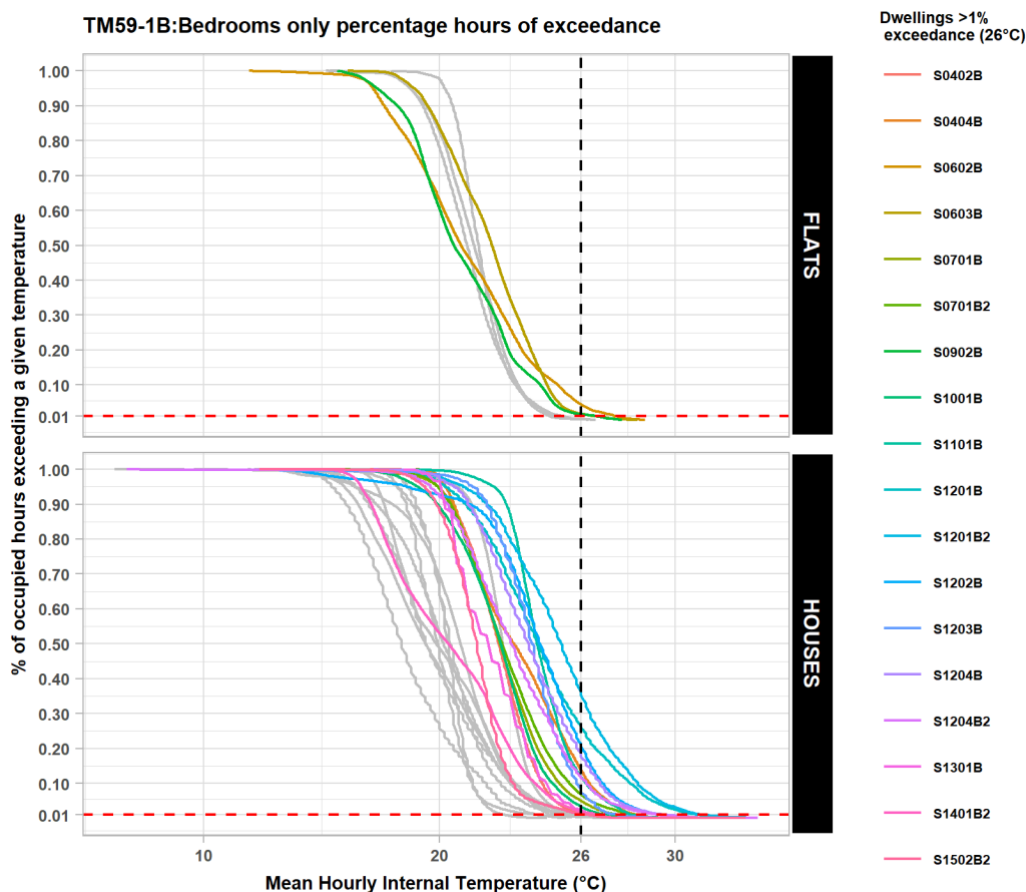 TM59-1B:Bedrooms only percentage hours of exceedance
Dwellings >1%
exceedance (26°C)
% of occupied hours exceeding a given temperature
1.00
0.90
0.80
0.70
0.60
0.50
0.40
0.30
0.20
0.10
0.01
FLATS
1.00
0.90
0.80
0.70
0.60
0.50
0.40
0.30
0.20
0.10
0.01
HOUSES
10
20
26
30
Mean Hourly Internal Temperature (°C)
S0402B
S0404B
S0602B
S0603B
S0701B
S0701B2
S0902B
S1001B
S1101B
S1201B
S1201B2
S1202B
S1203B
S1204B
S1204B2
S1301B
S1401B2
S1502B2